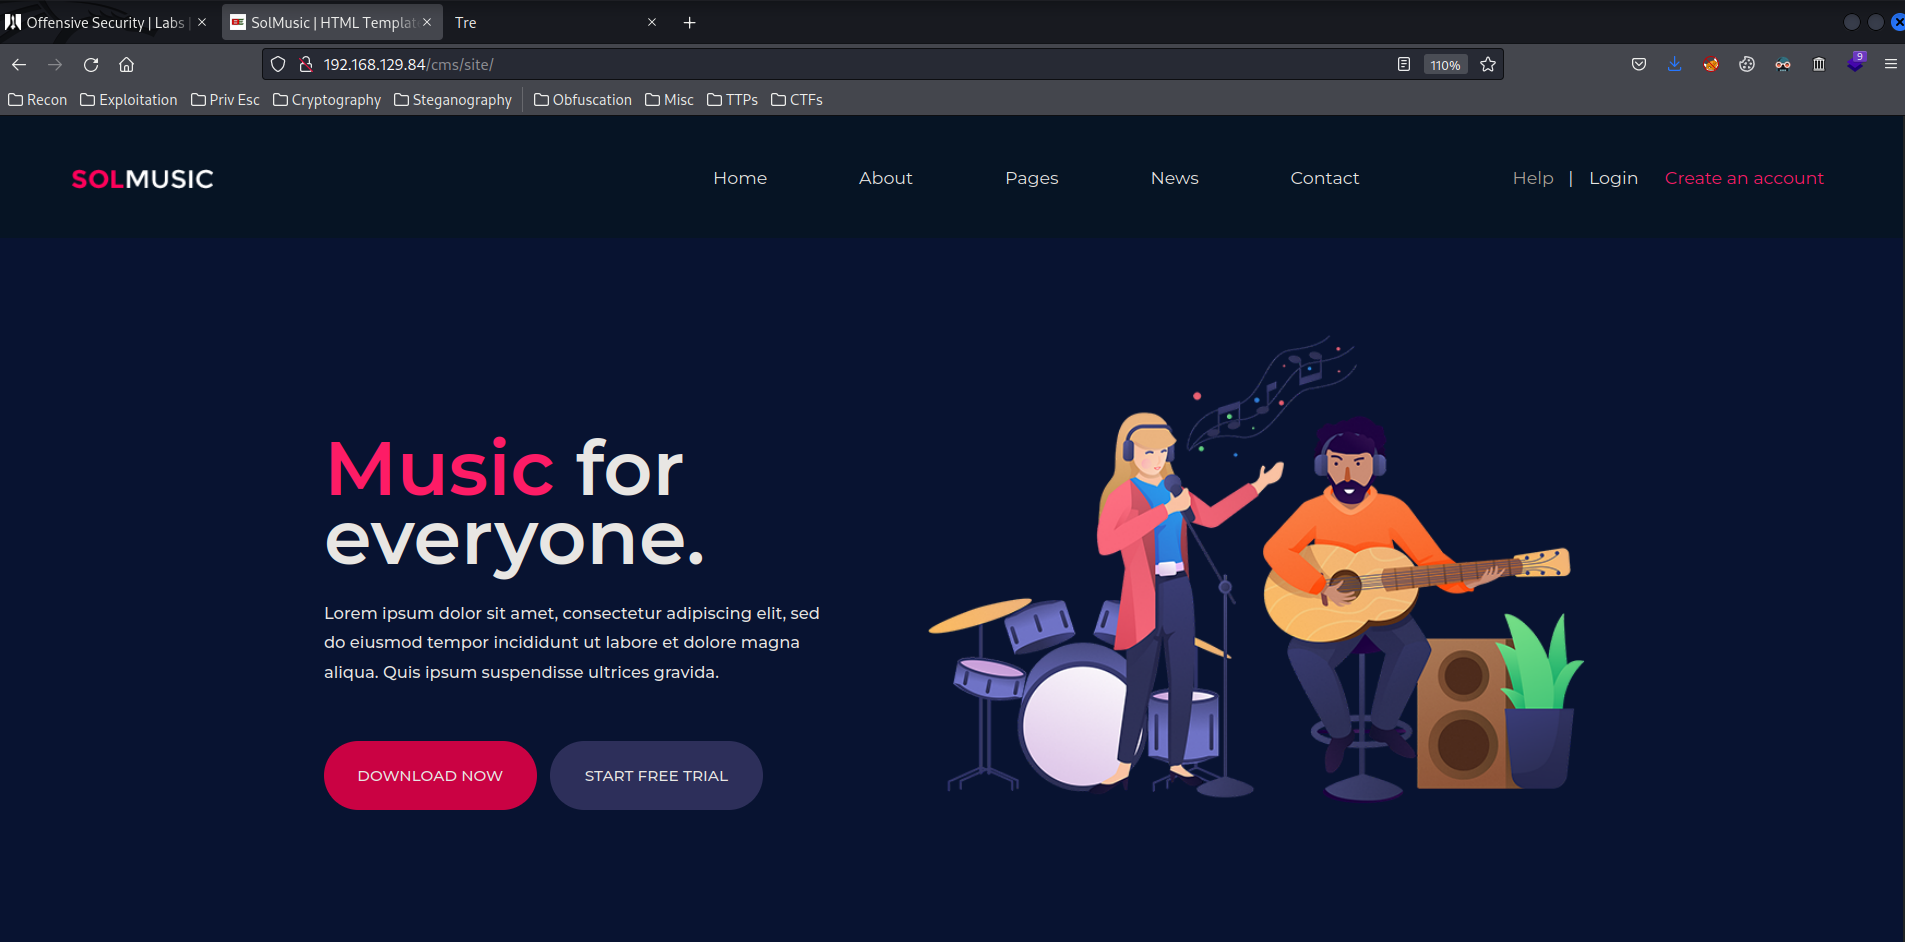 Offensive Security | Labs |
SolMusic | HTML Templat
Tre
192.168.129.84/cms/site/
110%
9
Recon
Exploitation
Priv Esc
Cryptography
Steganography
Obfuscation
Misc
TTPs
CTFs
SOLMUSIC
Home
About
Pages
News
Contact
Help | Login
Create an account
Music for
everyone.
Lorem ipsum dolor sit amet, consectetur adipiscing elit, sed
do eiusmod tempor incididunt ut labore et dolore magna
aliqua. Quis ipsum suspendisse ultrices gravida.
DOWNLOAD NOW
START FREE TRIAL